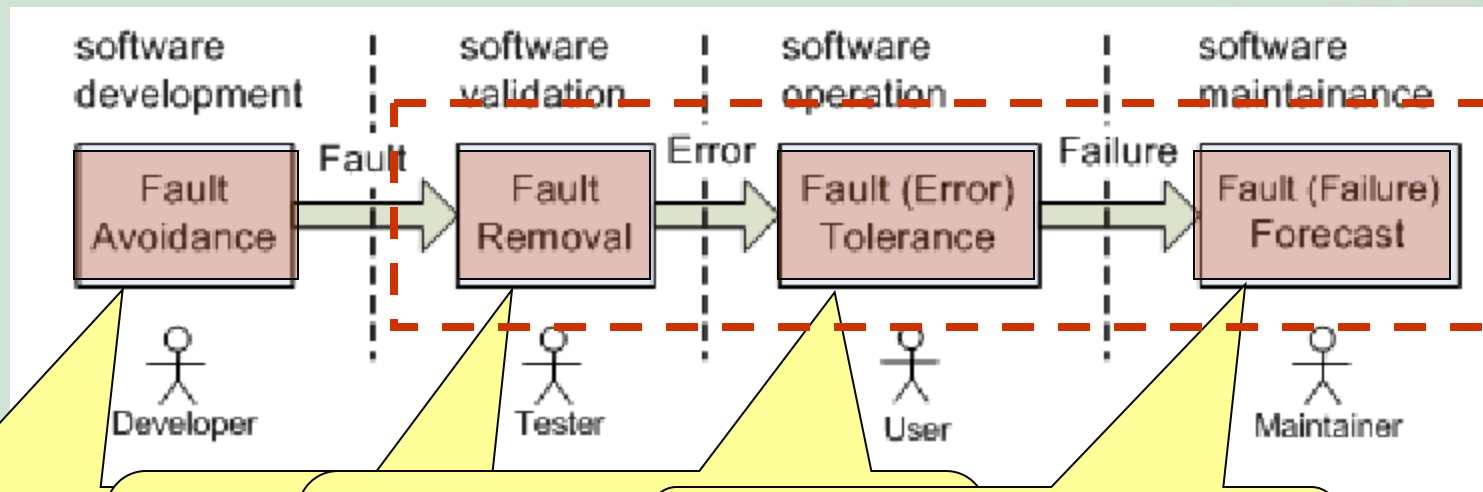 software
development
software
validation
software
operation
software
maintainance
Fault
Error
Failure
Fault
Avoidance
Fault
Removal
Fault (Error)
Tolerance
Fault (Failure)
Forecast
Developer
Tester
User
Maintainer